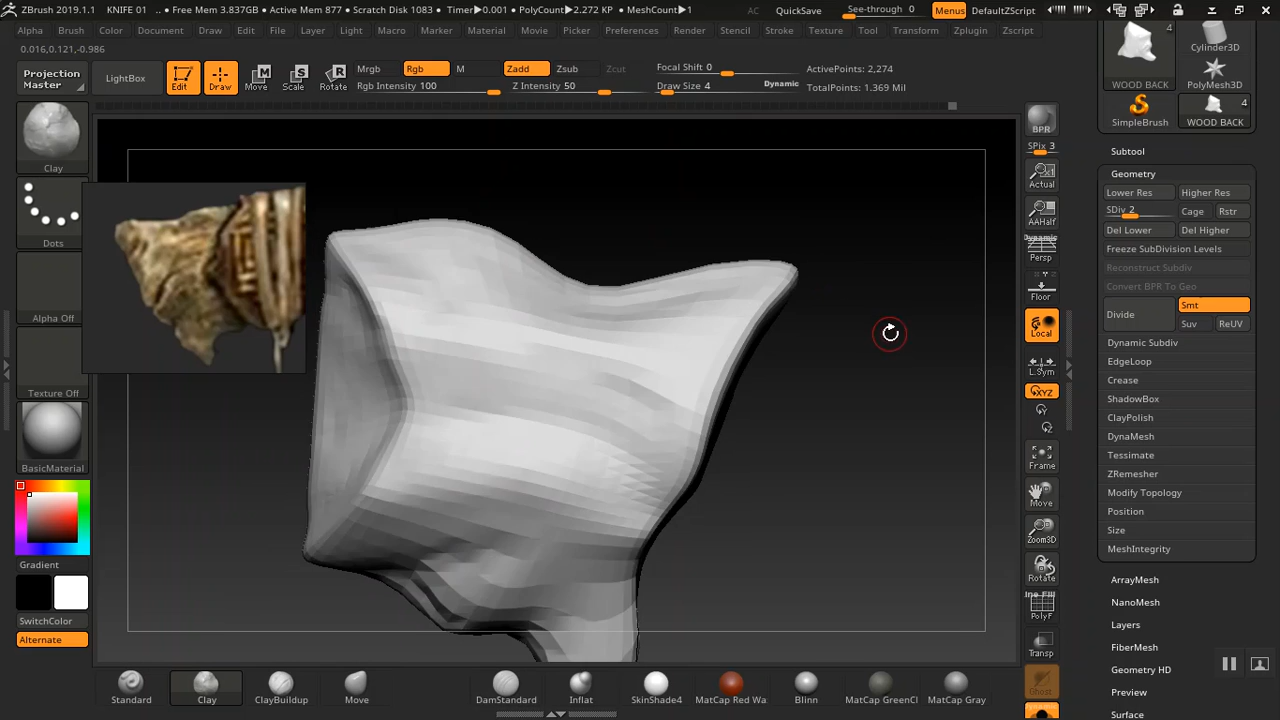 ZBrush 2019.1.1 KNIFE 01 .. • Free Mem 3.837GB • Active Mem 877 • Scratch Disk 1083 • Timer▶0.001 • PolyCount▶2.272 KP • MeshCount▶1 AC QuickSave See-through 0 Menus DefaultZScript
Alpha Brush Color Document Draw Edit File Layer Light Macro Marker Material Movie Picker Preferences Render Stencil Stroke Texture Tool Transform Zplugin Zscript
0.016,0.121,-0.986
Projection Master
LightBox
Edit
Draw
Move
Scale
Rotate
Mrgb Rgb M
Rgb Intensity 100
Zadd Zsub Zcut
Z Intensity 50
Focal Shift 0
Draw Size 4 Dynamic
ActivePoints: 2,274
TotalPoints: 1.369 Mil
Clay
Dots
Alpha Off
Texture Off
BasicMaterial
Gradient
SwitchColor
Alternate
BPR
SPix 3
Actual
AAHalf
Dynamic
Persp
Floor
Local
L.Sym
XYZ
Y
Z
Frame
Move
Zoom3D
Rotate
Line Fill
PolyF
Transp
Ghost
Dynamic
4
WOOD BACK
Cylinder3D
PolyMesh3D
SimpleBrush
4
WOOD BACK
Subtool
Geometry
Lower Res Higher Res
SDiv 2 Cage Rstr
Del Lower Del Higher
Freeze SubDivision Levels
Reconstruct Subdiv
Convert BPR To Geo
Divide Smt
Suv ReUV
Dynamic Subdiv
EdgeLoop
Crease
ShadowBox
ClayPolish
DynaMesh
Tessimate
ZRemesher
Modify Topology
Position
Size
MeshIntegrity
ArrayMesh
NanoMesh
Layers
FiberMesh
Geometry HD
Preview
Surface
Standard Clay ClayBuildup Move DamStandard Inflat SkinShade4 MatCap Red Wa Blinn MatCap GreenCl MatCap Gray